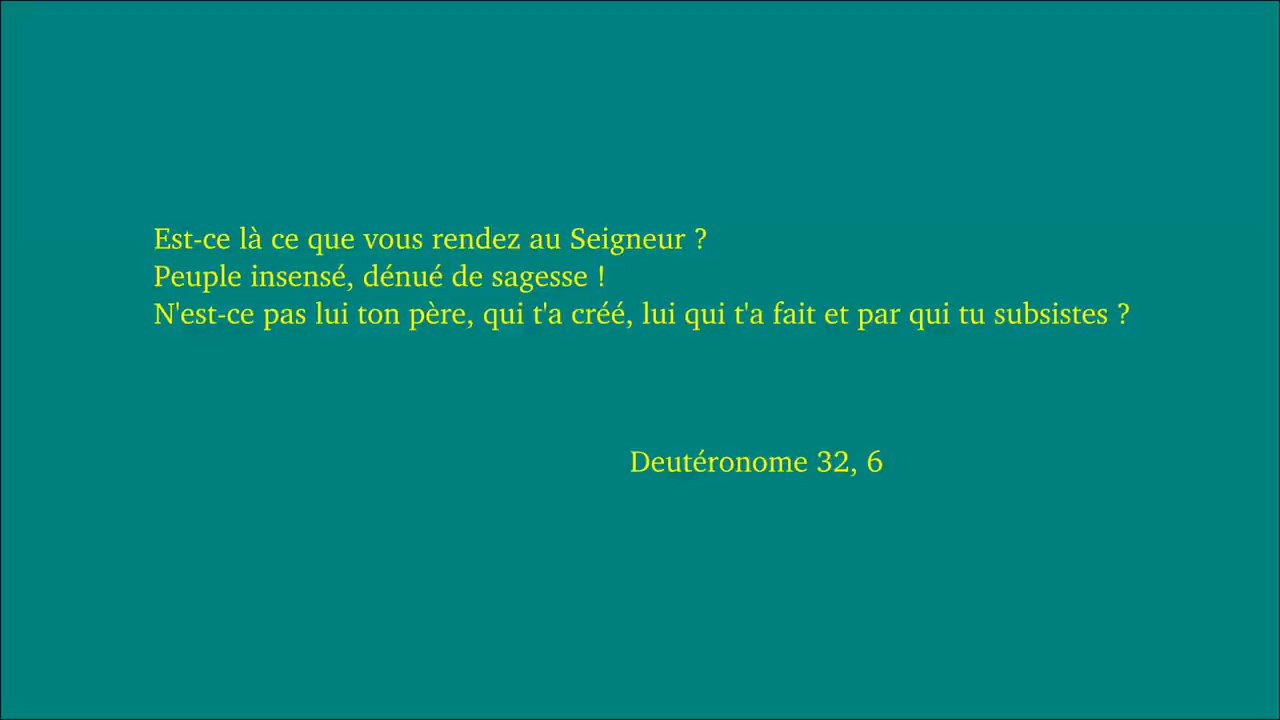 Est-ce là ce que vous rendez au Seigneur ?
Peuple insensé, dénué de sagesse !
N'est-ce pas lui ton père, qui t'a créé, lui qui t'a fait et par qui tu subsistes ?
Deutéronome 32, 6